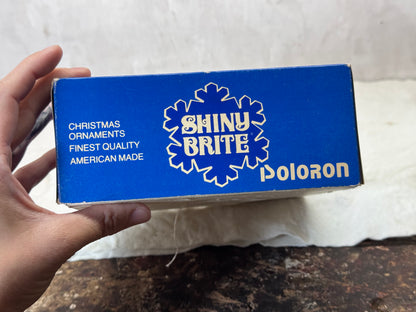 CHRISTMAS
ORNAMENTS
FINEST QUALITY
AMERICAN MADE
SHINY
BRITE
Poloron